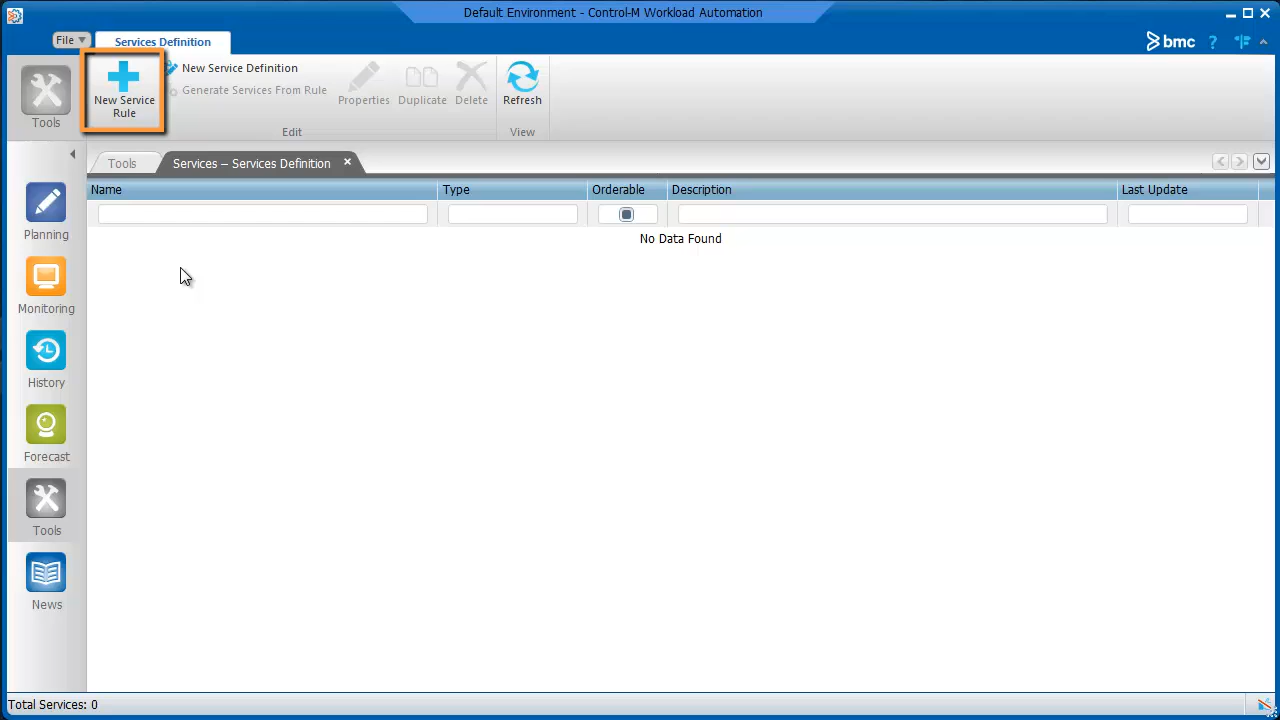 Default Environment - Control-M Workload Automation
File
Services Definition
bmc
?
Tools
New Service
Rule
New Service Definition
Generate Services From Rule
Properties
Duplicate
Delete
Refresh
Edit
View
Tools
Services – Services Definition
Name
Type
Orderable
Description
Last Update
No Data Found
Planning
Monitoring
History
Forecast
Tools
News
Total Services: 0